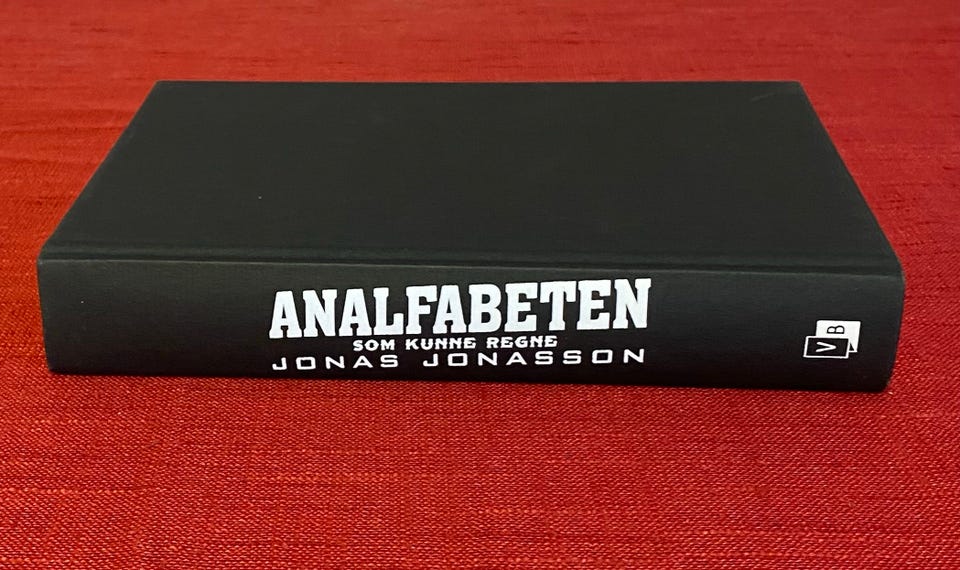 ANALFABETEN
SOM KUNNE REGNE
JONAS JONASSON
VB